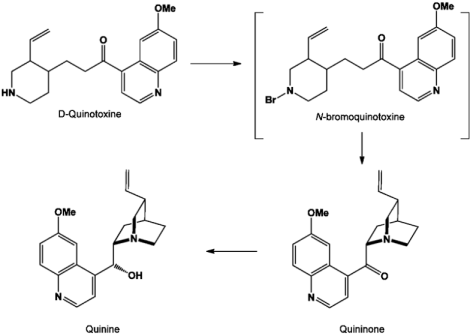 OMe
O
HN
N
D-Quinotoxine
OMe
O
N
Br
N
N-bromoquinotoxine
OMe
N
OH
N
Quinine
OMe
N
O
N
Quininone